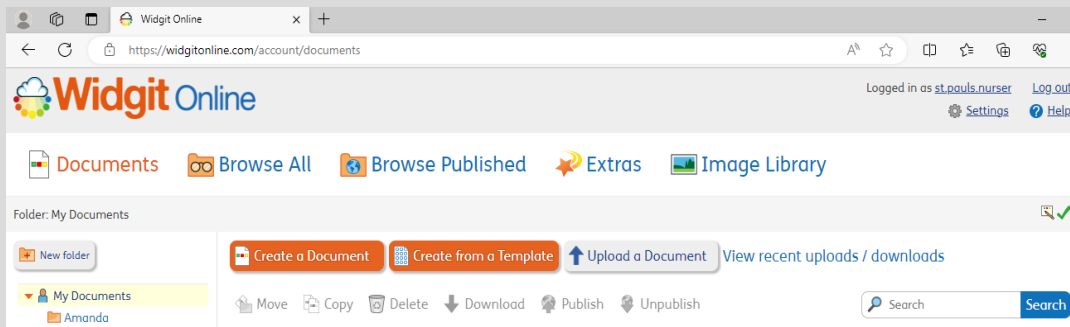 Widgit Online
https://widgitonline.com/account/documents
Widgit Online
Logged in as st.pauls.nurser Log out
Settings Help
Documents Browse All Browse Published Extras Image Library
Folder: My Documents
New folder Create a Document Create from a Template Upload a Document View recent uploads / downloads
My Documents Move Copy Delete Download Publish Unpublish Search Search
Amanda